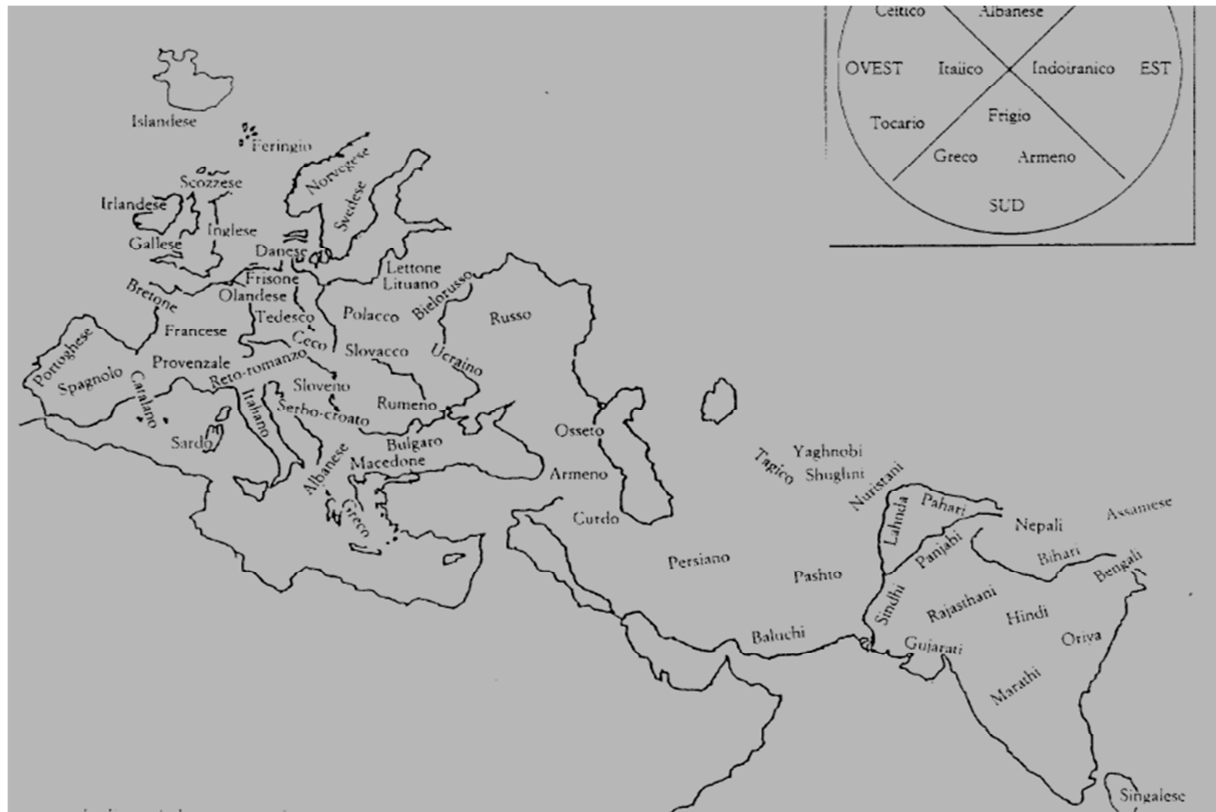 Celtico Albanese
OVEST Italico Indoiranico EST
Tocario Frigio
Greco Armeno
SUD
Islandese
Feringio
Norvegese
Svedese
Scozzese
Irlandese
Inglese
Gallese
Danese
Frisone
Olandese
Tedesco
Bretone
Lettone
Lituano
Bielorusso
Polacco
Russo
Francese
Ceco
Slovacco
Ucraino
Portoghese
Spagnolo
Provenzale
Reto-romanzo
Catalano
Italiano
Sloveno
Serbo-croato
Rumeno
Sardo
Albanese
Bulgaro
Macedone
Greco
Osseto
Armeno
Curdo
Tagico
Yaghnobi
Shughni
Nuristani
Lahnda
Pahari
Nepali
Assamese
Panjabi
Bihari
Bengali
Persiano
Pashto
Sindhi
Rajasthani
Hindi
Oriya
Baluchi
Gujarati
Marathi
Singalese